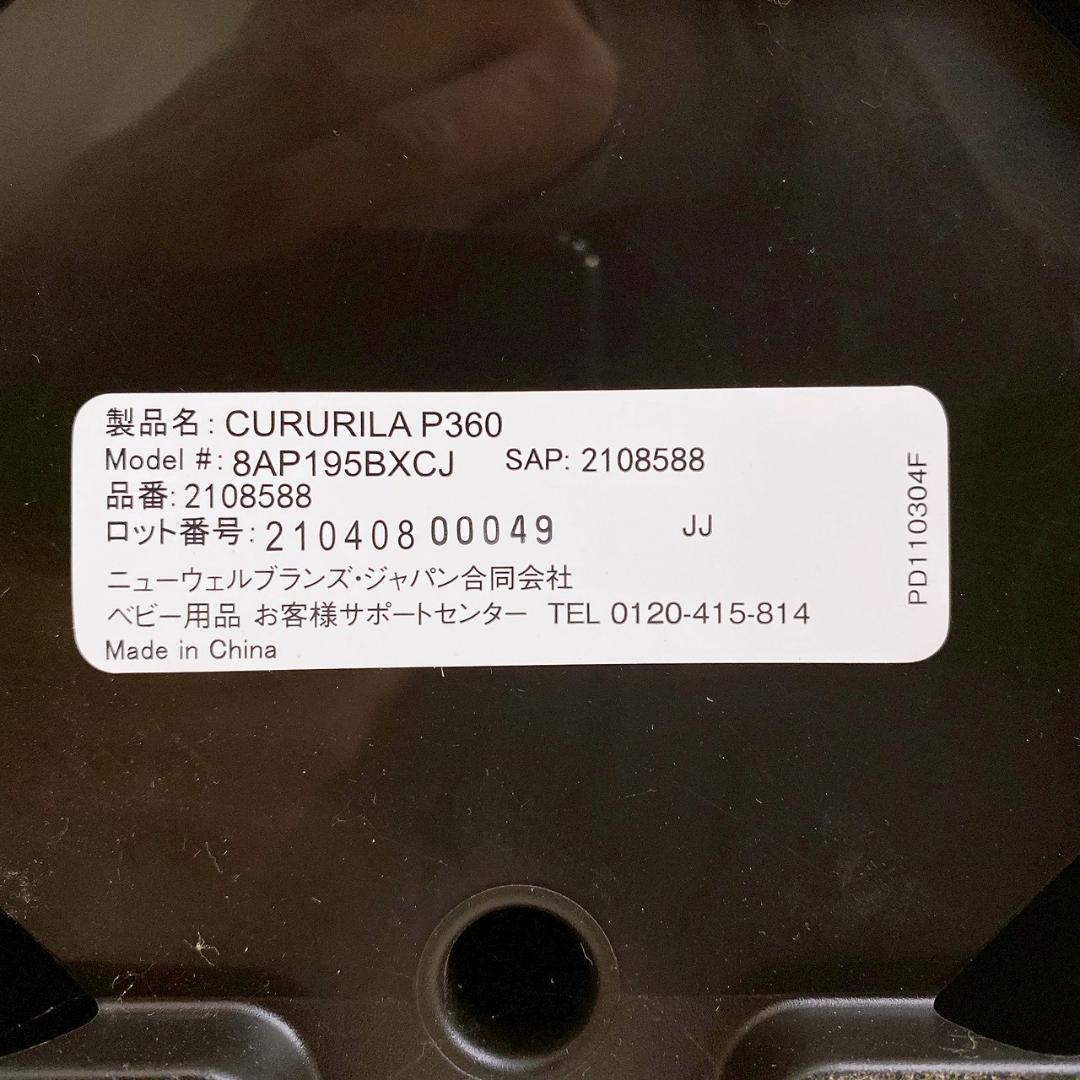 製品名: CURURILA P360
Model #: 8AP195BXCJ SAP: 2108588
品番: 2108588
ロット番号: 210408 00049 JJ
ニューウェルブランズ・ジャパン合同会社
ベビー用品 お客様サポートセンター TEL 0120-415-814
Made in China
PD110304F